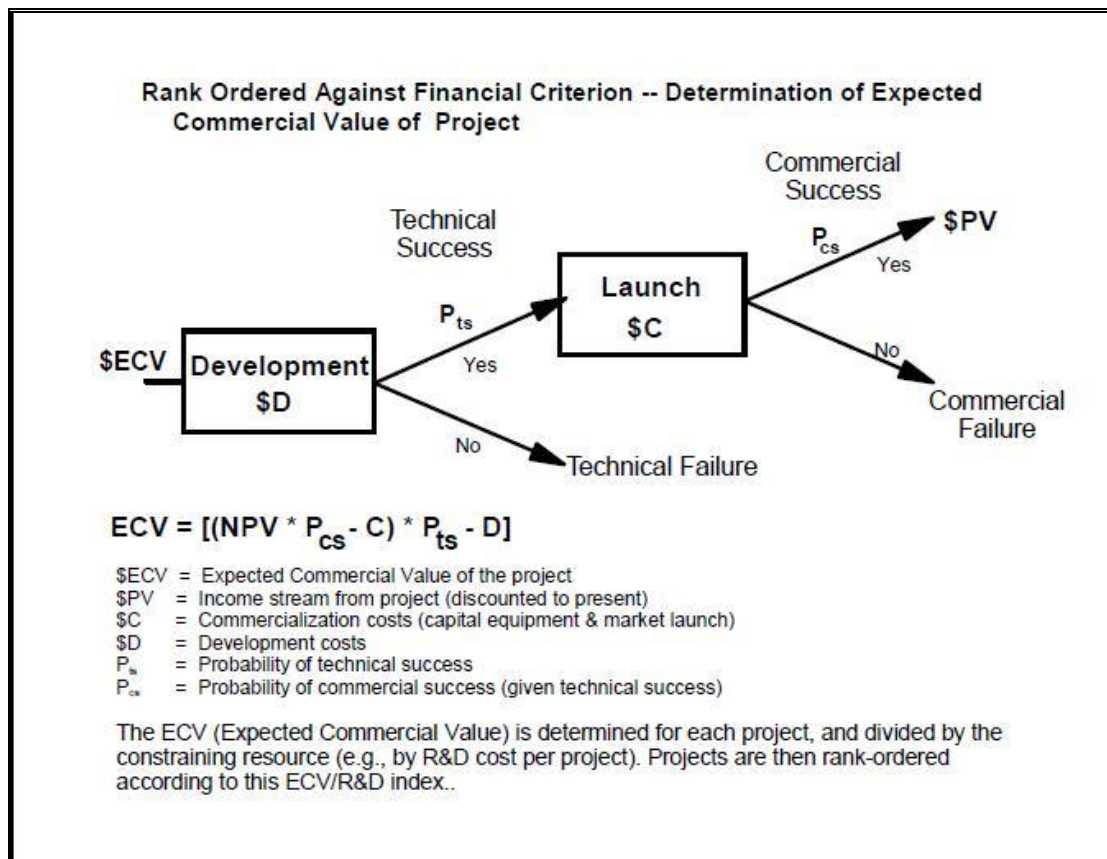 Rank Ordered Against Financial Criterion -- Determination of Expected
Commercial Value of Project
Commercial
Success
Technical
Success
$PV
Pcs
Yes
Launch
$C
Pts
Yes
No
$ECV
Development
$D
Commercial
Failure
No
Technical Failure
ECV = [(NPV * Pcs - C) * Pts - D]
$ECV = Expected Commercial Value of the project
$PV = Income stream from project (discounted to present)
$C = Commercialization costs (capital equipment & market launch)
$D = Development costs
Pts = Probability of technical success
Pcs = Probability of commercial success (given technical success)
The ECV (Expected Commercial Value) is determined for each project, and divided by the
constraining resource (e.g., by R&D cost per project). Projects are then rank-ordered
according to this ECV/R&D index..